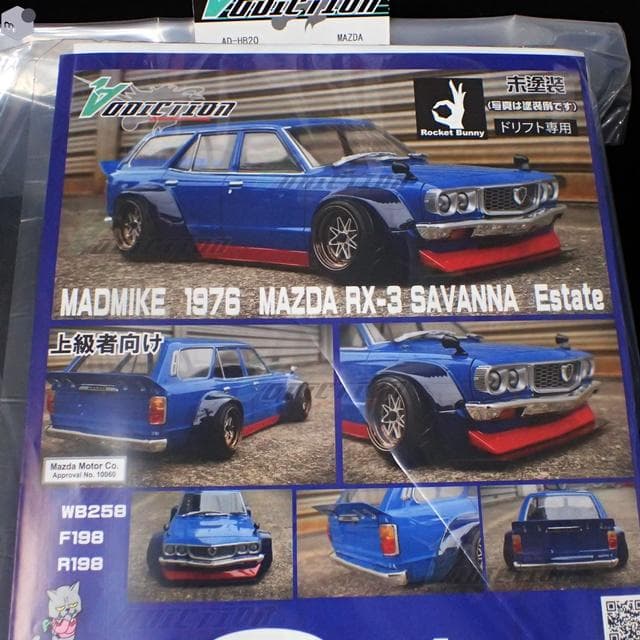 ADDICTION
AD-HB20 MAZDA
ADDICTION
Rocket Bunny
未塗装
(写真は塗装例です)
ドリフト専用
MADMIKE 1976 MAZDA RX-3 SAVANNA Estate
上級者向け
Mazda Motor Co.
Approval No. 10060
WB258
F198
R198